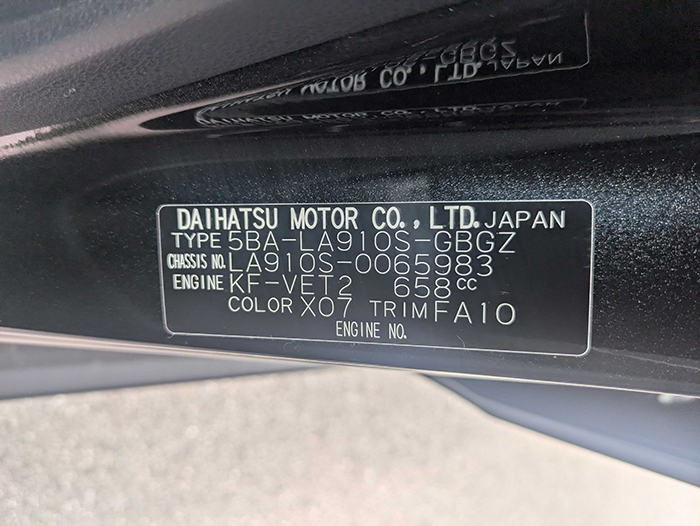 DAIHATSU MOTOR CO., LTD. JAPAN
TYPE 5BA-LA910S-GBGZ
CHASSIS NO. LA910S-0065983
ENGINE KF-VET2 658cc
COLOR X07 TRIM FA10
ENGINE NO.